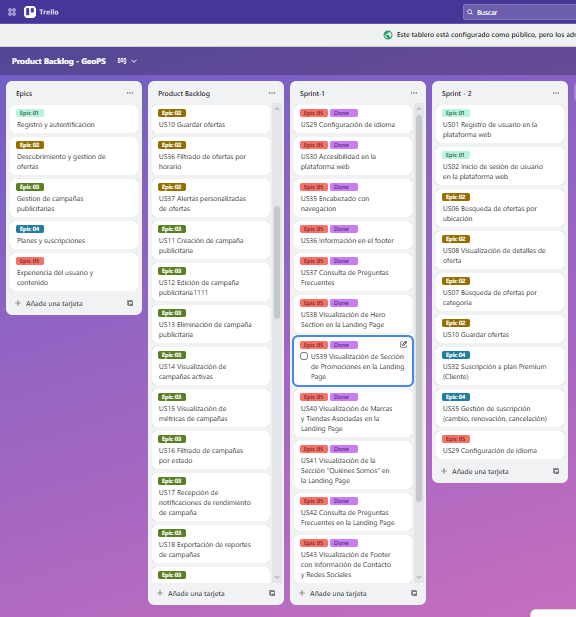 Trello
Buscar
Este tablero está configurado como público, pero los adm
Product Backlog - GeoPS
Epics
Epic 01
Registro y autentificacion
Epic 02
Descubrimiento y gestion de
ofertas
Epic 03
Gestion de campañas
publicitarias
Epic 04
Planes y suscripciones
Epic 05
Experiencia del usuario y
contenido
Añade una tarjeta
Product Backlog
Epic 02
US10 Guardar ofertas
Epic 02
US36 Filtrado de ofertas por
horario
Epic 02
US37 Alertas personalizadas
de ofertas
Epic 03
US11 Creación de campaña
publicitaria
Epic 03
US12 Edición de campaña
publicitaria1111
Epic 03
US13 Eliminación de campaña
publicitaria
Epic 03
US14 Visualización de
campañas activas
Epic 03
US15 Visualización de
métricas de campañas
Epic 03
US16 Filtrado de campañas
por estado
Epic 03
US17 Recepción de
notificaciones de rendimiento
de campaña
Epic 03
US18 Exportación de reportes
de campañas
Epic 03
Añade una tarjeta
Sprint-1
Epic 05 Done
US29 Configuración de idioma
Epic 05 Done
US30 Accesibilidad en la
plataforma web
Epic 05 Done
US35 Encabezado con
navegacion
Epic 05 Done
US36 Información en el footer
Epic 05 Done
US37 Consulta de Preguntas
Frecuentes
Epic 05 Done
US38 Visualización de Hero
Section en la Landing Page
Epic 05 Done
US39 Visualización de Sección
de Promociones en la Landing
Page
Epic 05 Done
US40 Visualización de Marcas
y Tiendas Asociadas en la
Landing Page
Epic 05 Done
US41 Visualización de la
Sección "Quiénes Somos" en
la Landing Page
Epic 05 Done
US42 Consulta de Preguntas
Frecuentes en la Landing Page
Epic 05 Done
US43 Visualización de Footer
con Información de Contacto
y Redes Sociales
Añade una tarjeta
Sprint - 2
Epic 01
US01 Registro de usuario en la
plataforma web
Epic 01
US02 Inicio de sesión de usuario
en la plataforma web
Epic 02
US06 Búsqueda de ofertas por
ubicación
Epic 02
US08 Visualización de detalles de
oferta
Epic 02
US07 Búsqueda de ofertas por
categoría
Epic 02
US10 Guardar ofertas
Epic 04
US32 Suscripción a plan Premium
(Cliente)
Epic 04
US35 Gestión de suscripción
(cambio, renovación, cancelación)
Epic 05
US29 Configuración de idioma
Añade una tarjeta